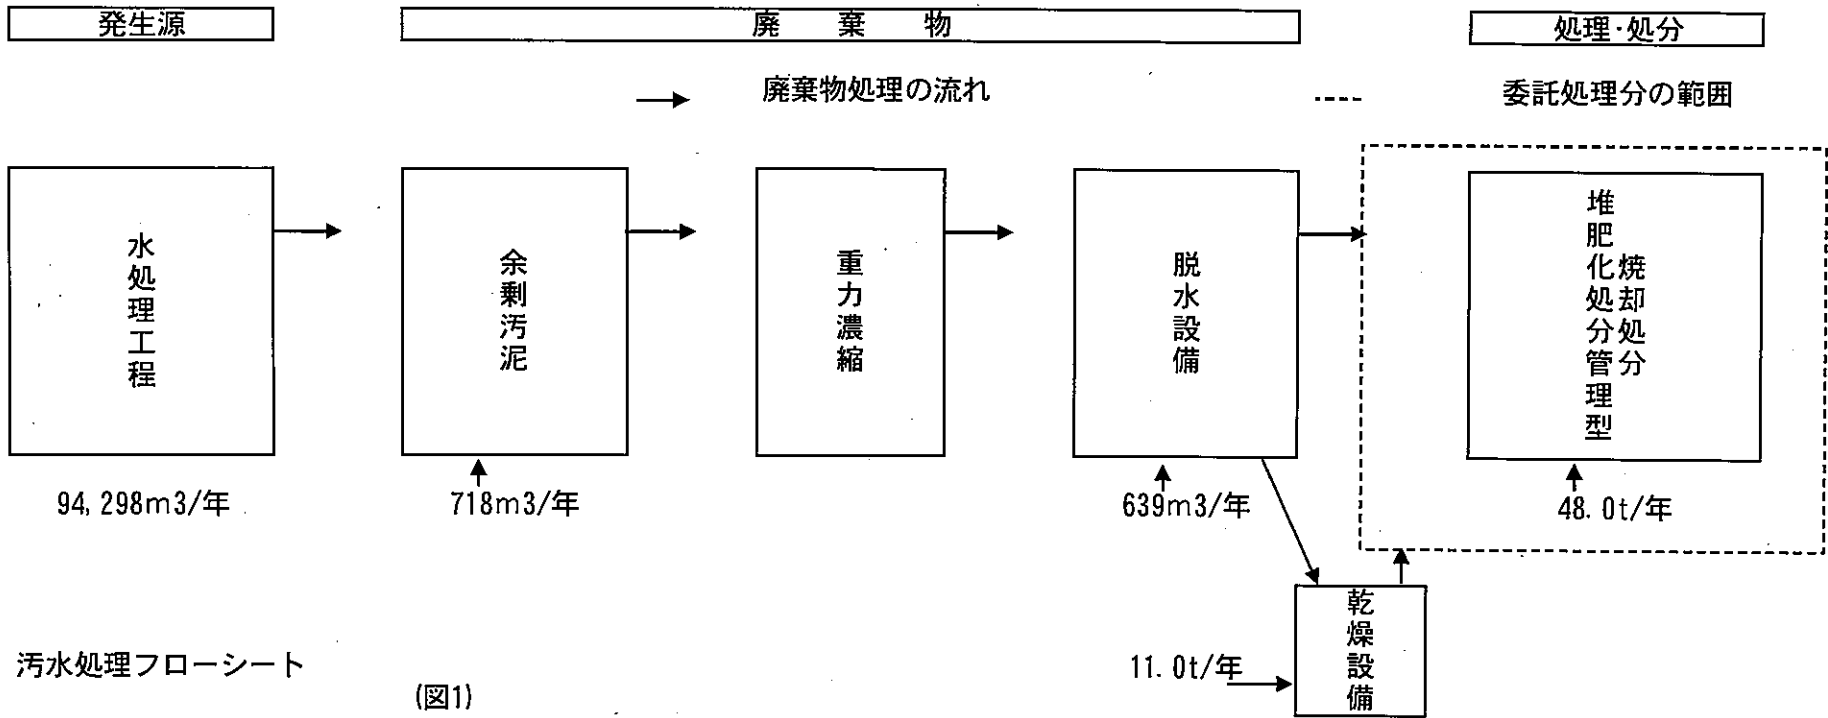 発生源
廃棄物
処理・処分
廃棄物処理の流れ
委託処理分の範囲
水処理工程
余剰汚泥
重力濃縮
脱水設備
焼却処分
堆肥化処分管理型
94,298m3/年
718m3/年
639m3/年
48.0t/年
乾燥設備
11.0t/年
汚水処理フローシート
(図1)